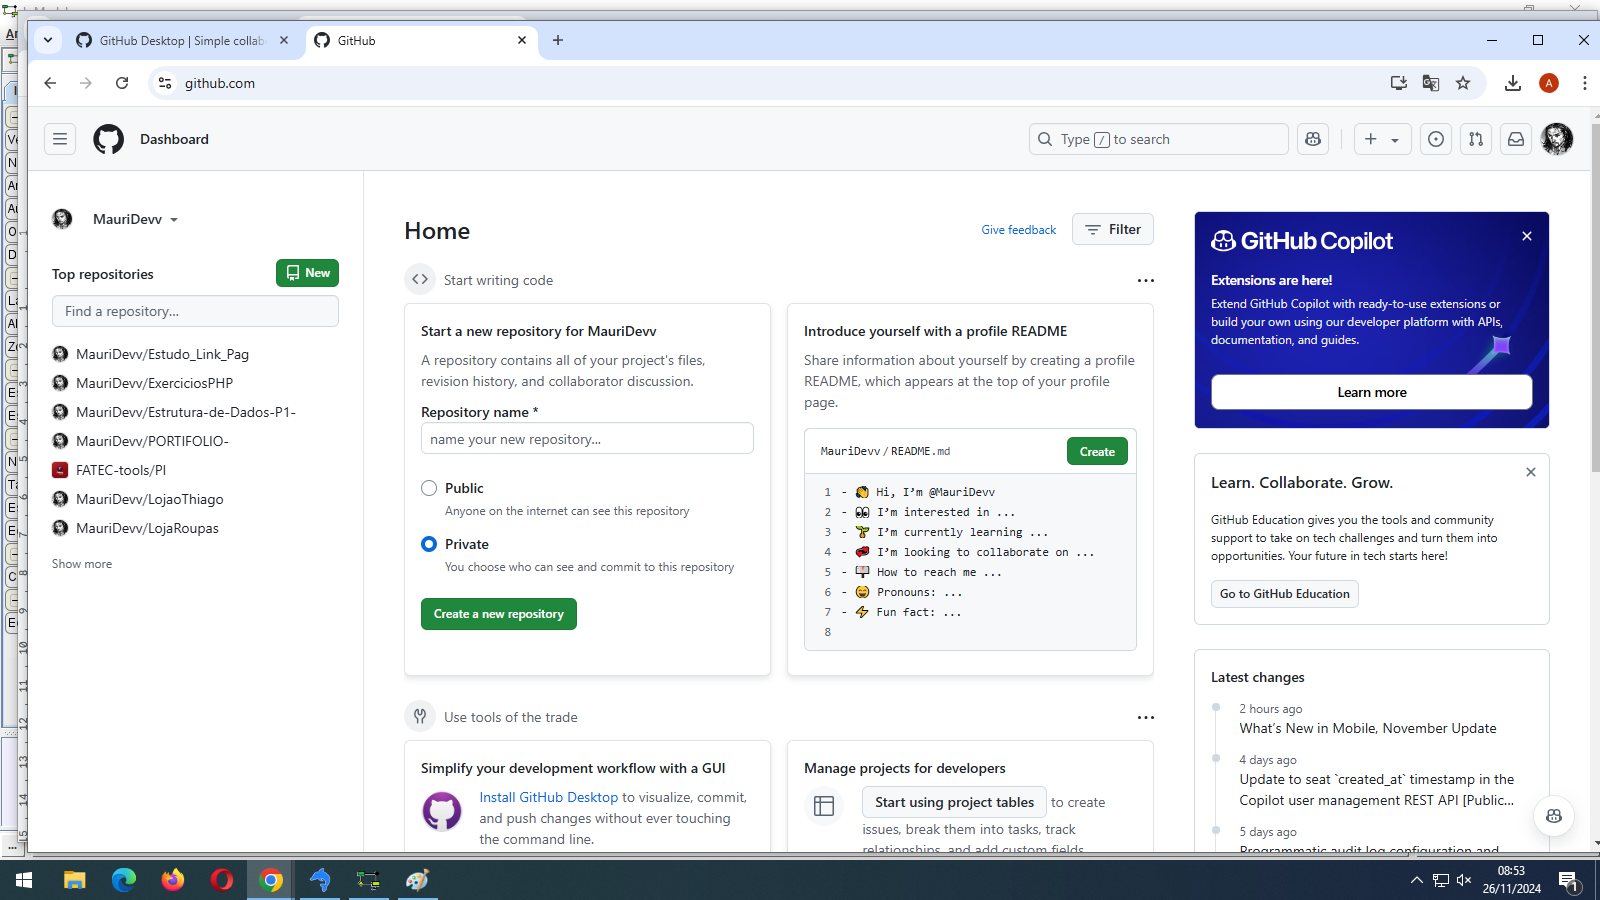 GitHub Desktop | Simple collab
GitHub
github.com
A
Dashboard
Type / to search
MauriDevv
Top repositories
New
Find a repository...
MauriDevv/Estudo_Link_Pag
MauriDevv/ExerciciosPHP
MauriDevv/Estrutura-de-Dados-P1-
MauriDevv/PORTIFOLIO-
FATEC-tools/PI
MauriDevv/LojaoThiago
MauriDevv/LojaRoupas
Show more
Home
Give feedback
Filter
Start writing code
Start a new repository for MauriDevv
A repository contains all of your project's files,
revision history, and collaborator discussion.
Repository name *
name your new repository...
Public
Anyone on the internet can see this repository
Private
You choose who can see and commit to this repository
Create a new repository
Introduce yourself with a profile README
Share information about yourself by creating a profile
README, which appears at the top of your profile
page.
MauriDevv / README.md
Create
1 - 👋 Hi, I'm @MauriDevv
2 - 👀 I'm interested in ...
3 - 🌱 I'm currently learning ...
4 - 💞️ I'm looking to collaborate on ...
5 - 📫 How to reach me ...
6 - 😄 Pronouns: ...
7 - ⚡ Fun fact: ...
8
Use tools of the trade
Simplify your development workflow with a GUI
Install GitHub Desktop to visualize, commit,
and push changes without ever touching
the command line.
Manage projects for developers
Start using project tables to create
issues, break them into tasks, track
relationships, and add custom fields
GitHub Copilot
Extensions are here!
Extend GitHub Copilot with ready-to-use extensions or
build your own using our developer platform with APIs,
documentation, and guides.
Learn more
Learn. Collaborate. Grow.
GitHub Education gives you the tools and community
support to take on tech challenges and turn them into
opportunities. Your future in tech starts here!
Go to GitHub Education
Latest changes
2 hours ago
What's New in Mobile, November Update
4 days ago
Update to seat `created_at` timestamp in the
Copilot user management REST API [Public...
5 days ago
Programmatic audit log configuration and
08:53
26/11/2024
1